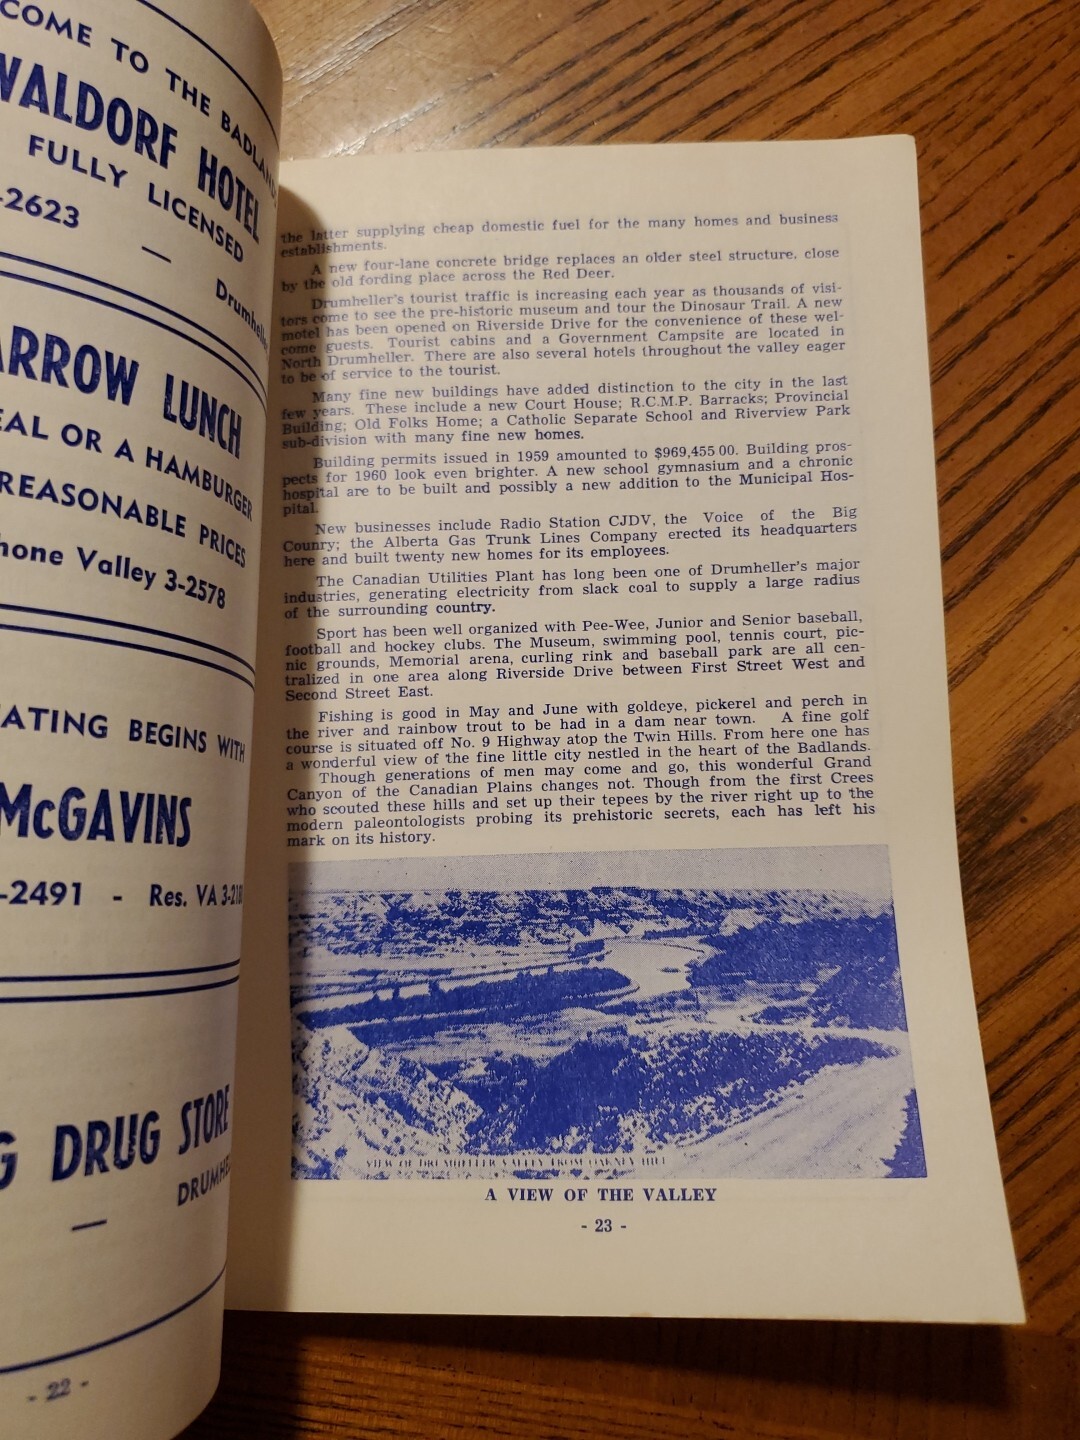 COME TO THE BADLAN
WALDORF HOTEL
FULLY LICENSED
-2623 — Drumhelle
ARROW LUNCH
EAL OR A HAMBURGER
REASONABLE PRICES
hone Valley 3-2578
EATING BEGINS WITH
McGAVINS
-2491 - Res. VA 3-218
G DRUG STORE
DRUMHE
—
- 22 -
the latter supplying cheap domestic fuel for the many homes and business
establishments.
A new four-lane concrete bridge replaces an older steel structure, close
by the old fording place across the Red Deer.
Drumheller's tourist traffic is increasing each year as thousands of visi-
tors come to see the pre-historic museum and tour the Dinosaur Trail. A new
motel has been opened on Riverside Drive for the convenience of these wel-
come guests. Tourist cabins and a Government Campsite are located in
North Drumheller. There are also several hotels throughout the valley eager
to be of service to the tourist.
Many fine new buildings have added distinction to the city in the last
few years. These include a new Court House; R.C.M.P. Barracks; Provincial
Building; Old Folks Home; a Catholic Separate School and Riverview Park
sub-division with many fine new homes.
Building permits issued in 1959 amounted to $969,455 00. Building pros-
pects for 1960 look even brighter. A new school gymnasium and a chronic
hospital are to be built and possibly a new addition to the Municipal Hos-
pital.
New businesses include Radio Station CJDV, the Voice of the Big
Counry; the Alberta Gas Trunk Lines Company erected its headquarters
here and built twenty new homes for its employees.
The Canadian Utilities Plant has long been one of Drumheller's major
industries, generating electricity from slack coal to supply a large radius
of the surrounding country.
Sport has been well organized with Pee-Wee, Junior and Senior baseball,
football and hockey clubs. The Museum, swimming pool, tennis court, pic-
nic grounds, Memorial arena, curling rink and baseball park are all cen-
tralized in one area along Riverside Drive between First Street West and
Second Street East.
Fishing is good in May and June with goldeye, pickerel and perch in
the river and rainbow trout to be had in a dam near town. A fine golf
course is situated off No. 9 Highway atop the Twin Hills. From here one has
a wonderful view of the fine little city nestled in the heart of the Badlands.
Though generations of men may come and go, this wonderful Grand
Canyon of the Canadian Plains changes not. Though from the first Crees
who scouted these hills and set up their tepees by the river right up to the
modern paleontologists probing its prehistoric secrets, each has left his
mark on its history.
VIEW OF DRUMHELLER VALLEY FROM HILL
A VIEW OF THE VALLEY
- 23 -